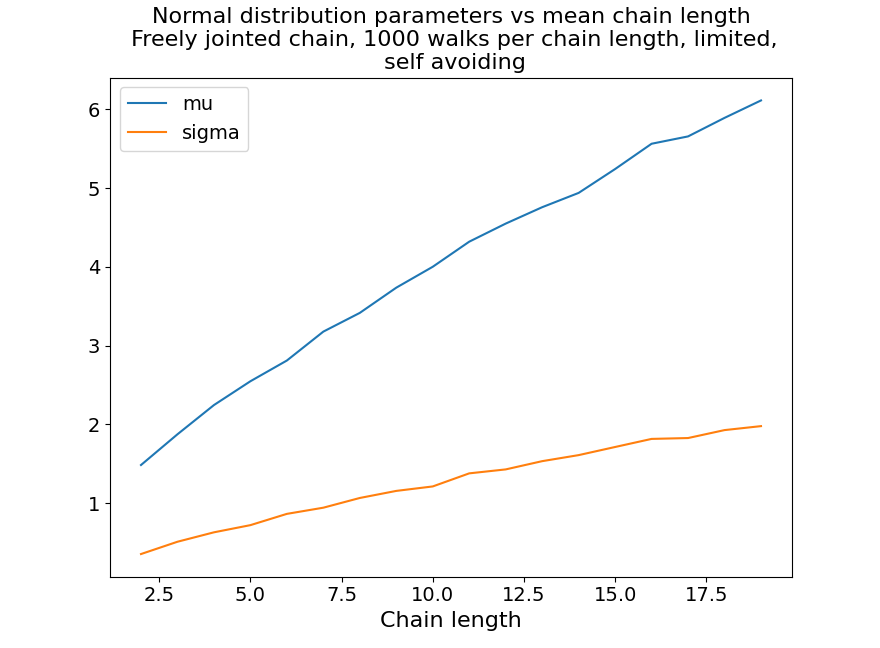 Normal distribution parameters vs mean chain length
Freely jointed chain, 1000 walks per chain length, limited,
self avoiding
mu
sigma
6
5
4
3
2
1
2.5 5.0 7.5 10.0 12.5 15.0 17.5
Chain length